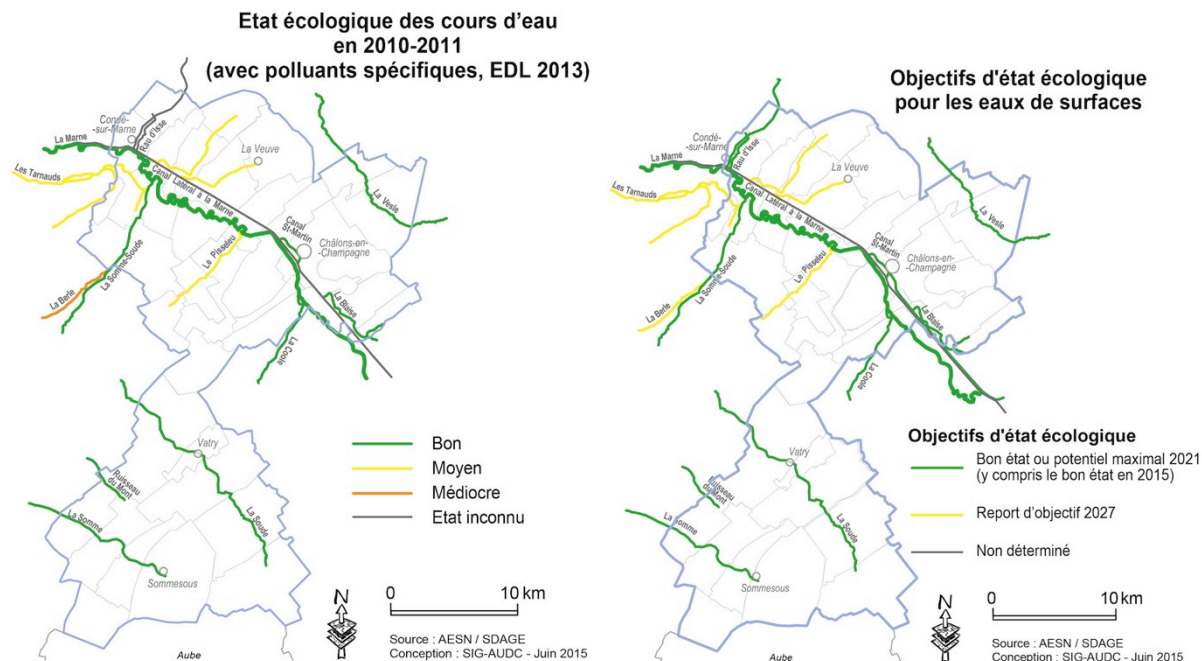 Etat écologique des cours d'eau
en 2010-2011
(avec polluants spécifiques, EDL 2013)
Condé-
-sur-Marne
Rau d'Isse
La Marne
La Veuve
Les Tarnauds
Canal Latéral à la Marne
La Vesle
Canal
St-Martin
Châlons-en-
-Champagne
La Somme-Soude
Le Pisseleu
La Berle
La Blaise
La Coole
Vatry
Ruisseau
du Mont
La Somme
La Soude
Sommesous
Bon
Moyen
Médiocre
Etat inconnu
N
0
10 km
Source : AESN / SDAGE
Conception : SIG-AUDC - Juin 2015
Aube
Objectifs d'état écologique
pour les eaux de surfaces
Condé-
-sur-Marne
Rau d'Isse
La Marne
La Veuve
Les Tarnauds
Canal Latéral à la Marne
La Vesle
Canal
St-Martin
Châlons-en-
-Champagne
La Somme-Soude
Le Pisseleu
La Berle
La Blaise
La Coole
Vatry
Ruisseau
du Mont
La Somme
La Soude
Sommesous
Objectifs d'état écologique
Bon état ou potentiel maximal 2021
(y compris le bon état en 2015)
Report d'objectif 2027
Non déterminé
N
0
10 km
Source : AESN / SDAGE
Conception : SIG-AUDC - Juin 2015
Aube